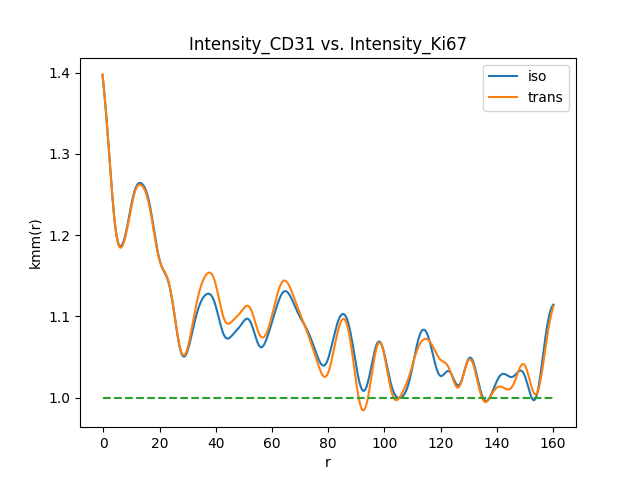 Intensity_CD31 vs. Intensity_Ki67
iso
trans
kmm(r)
1.4
1.3
1.2
1.1
1.0
0 20 40 60 80 100 120 140 160
r